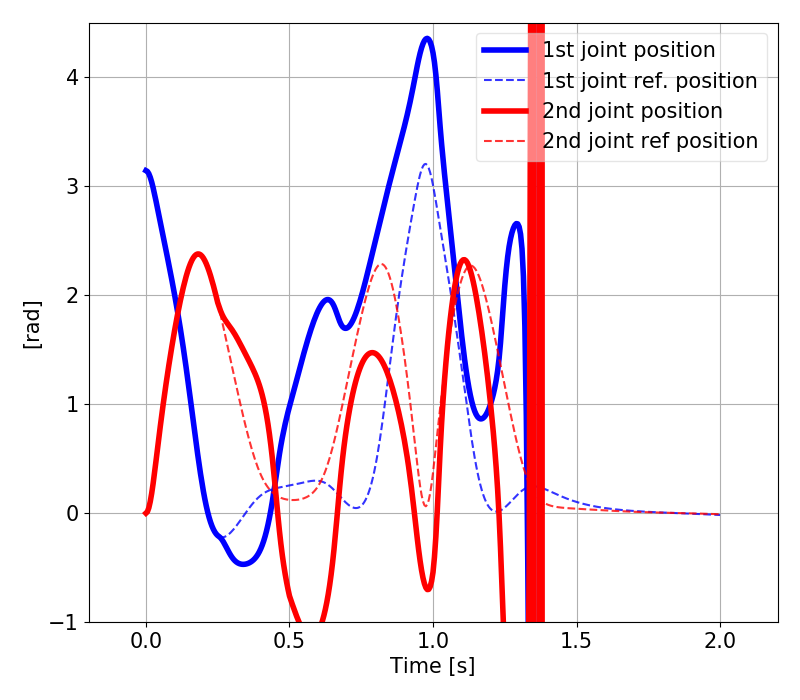 1st joint position
1st joint ref. position
2nd joint position
2nd joint ref position
4
3
2
1
0
−1
[rad]
0.0 0.5 1.0 1.5 2.0
Time [s]